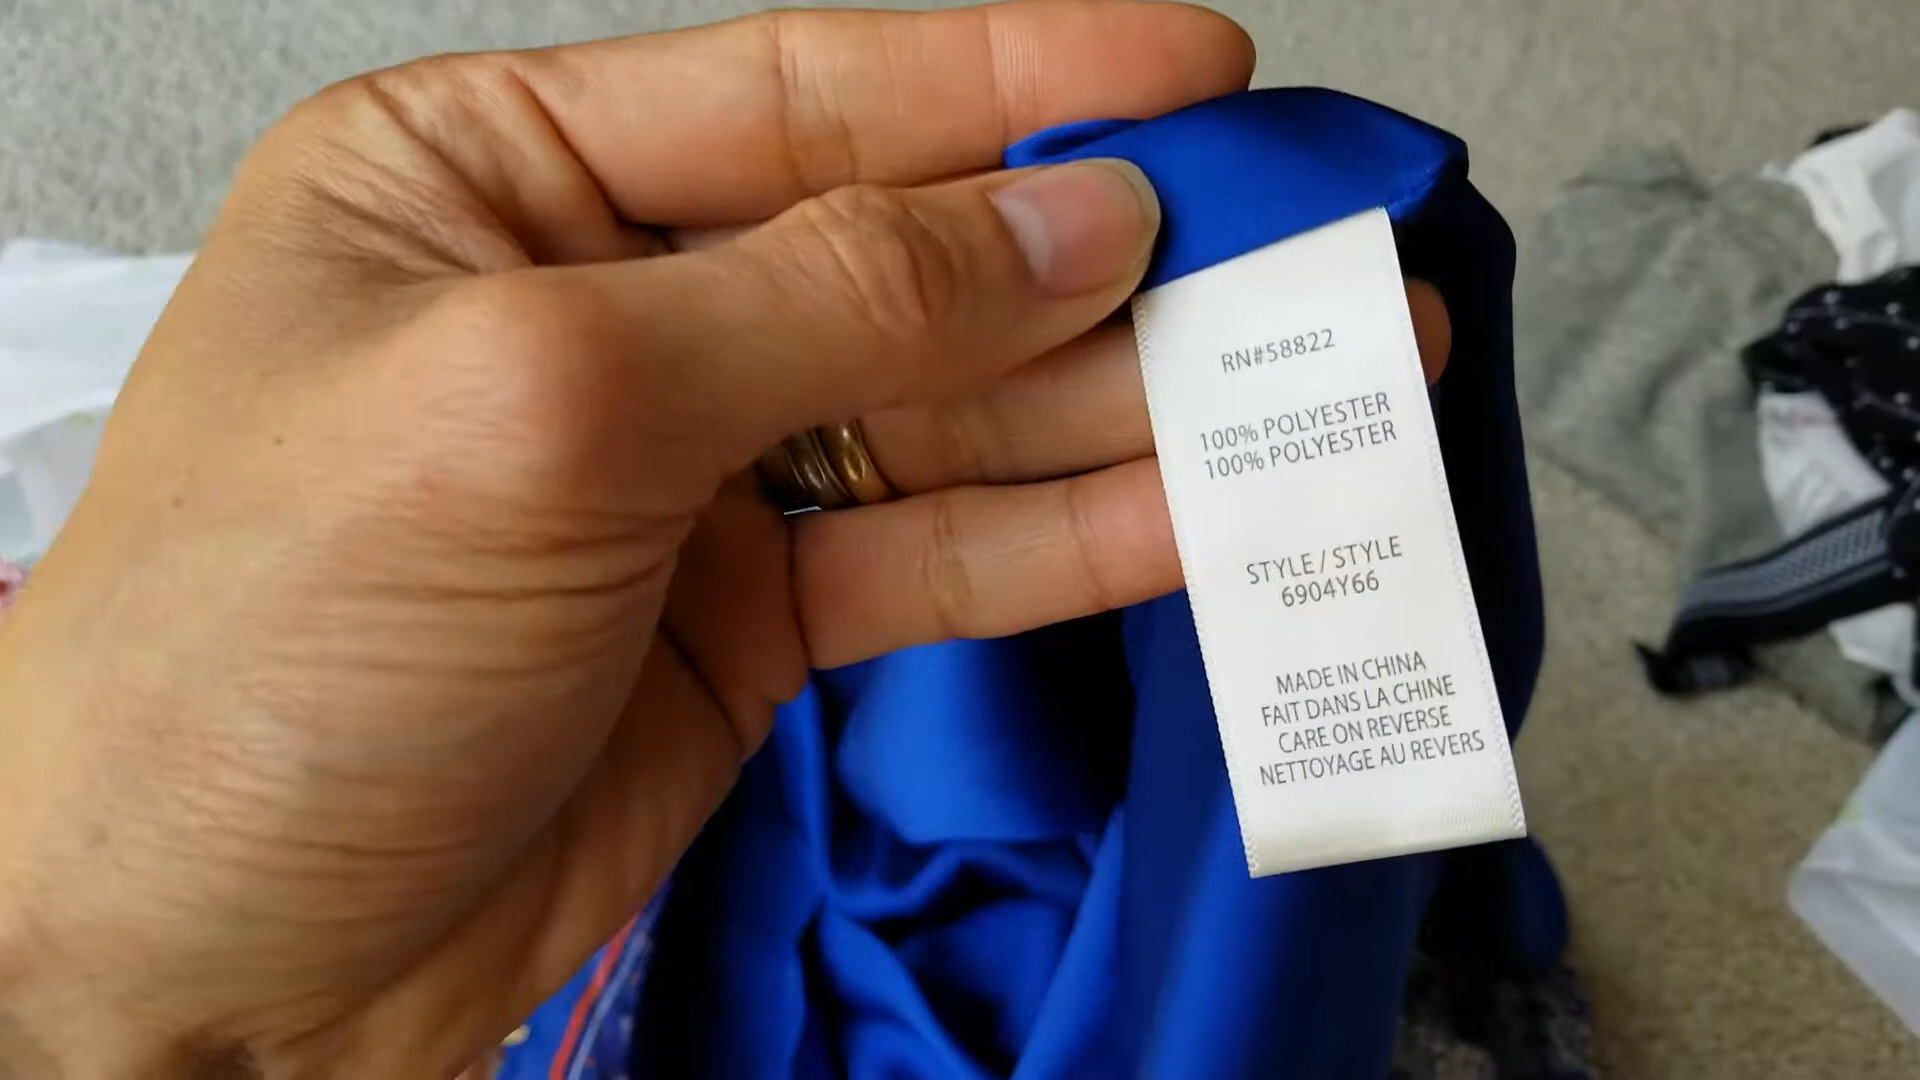 RN#58822
100% POLYESTER
100% POLYESTER
STYLE / STYLE
6904Y66
MADE IN CHINA
FAIT DANS LA CHINE
CARE ON REVERSE
NETTOYAGE AU REVERS